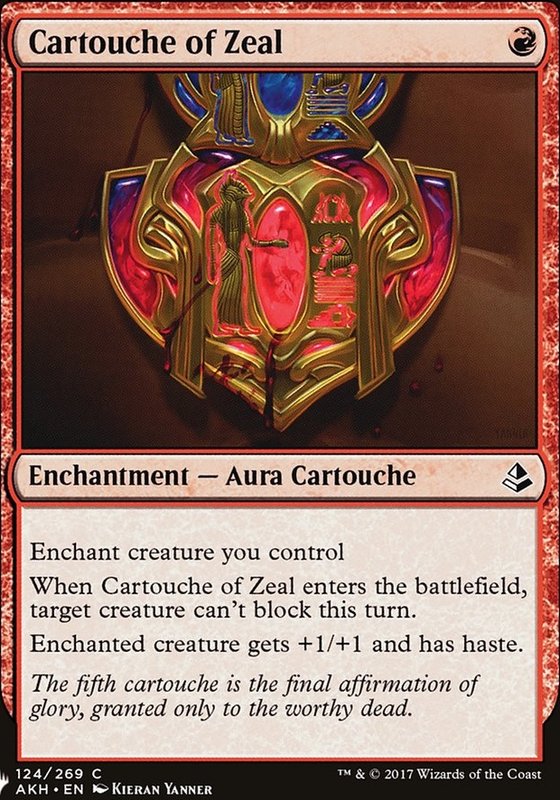 Cartouche of Zeal
Enchantment — Aura Cartouche
Enchant creature you control
When Cartouche of Zeal enters the battlefield,
target creature can't block this turn.
Enchanted creature gets +1/+1 and has haste.
The fifth cartouche is the final affirmation of
glory, granted only to the worthy dead.
124/269 C
AKH • EN Kieran Yanner
™ & © 2017 Wizards of the Coast